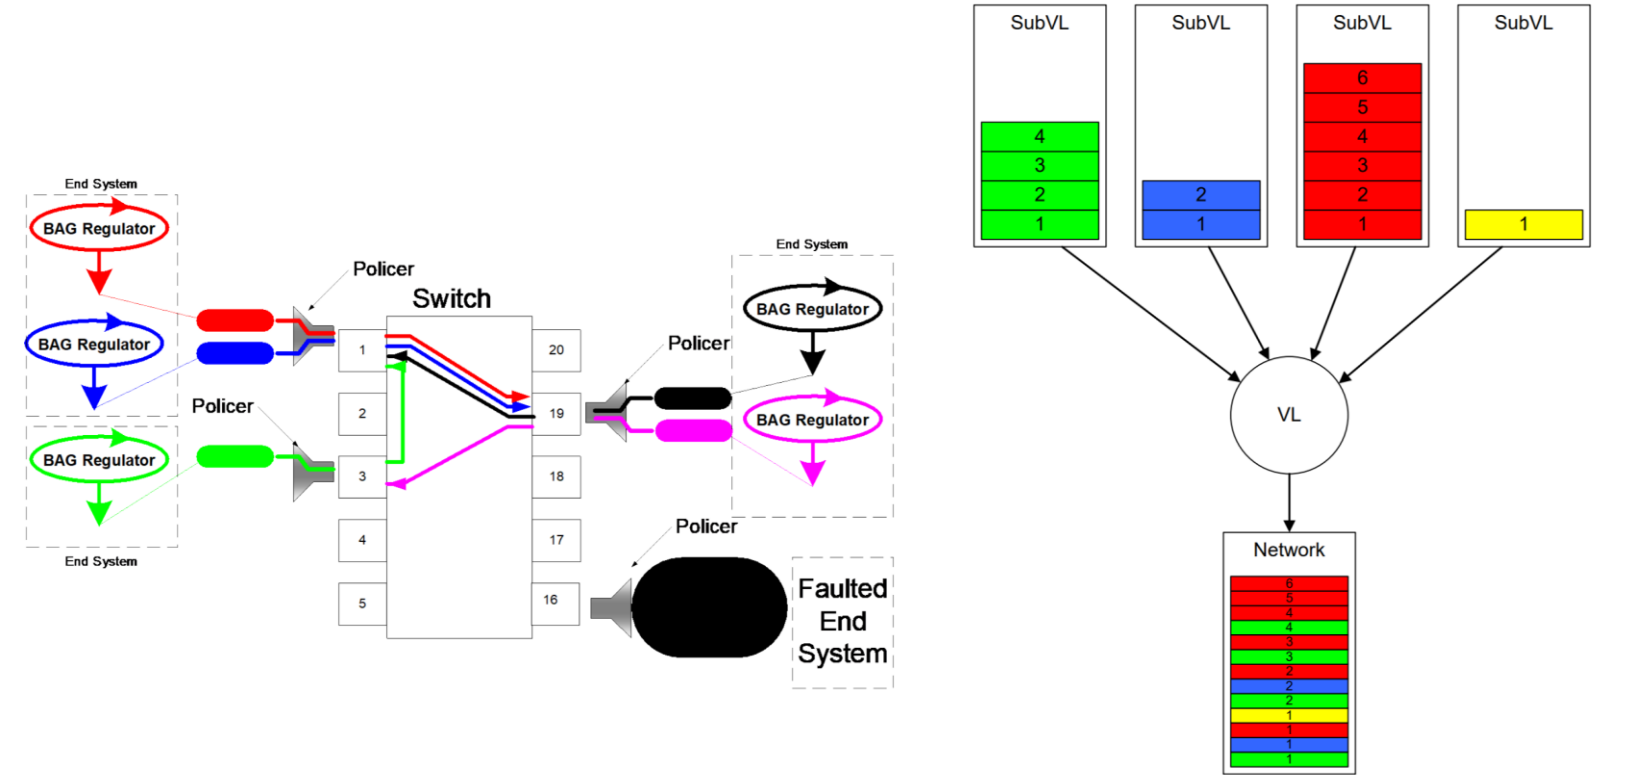 End System
BAG Regulator
BAG Regulator
Policer
Switch
Policer
BAG Regulator
End System
1
2
3
4
5
20
19
18
17
16
Policer
End System
BAG Regulator
BAG Regulator
Policer
Faulted
End
System
SubVL
4
3
2
1
SubVL
2
1
SubVL
6
5
4
3
2
1
SubVL
1
VL
Network
6
5
4
4
3
3
2
2
2
1
1
1
1